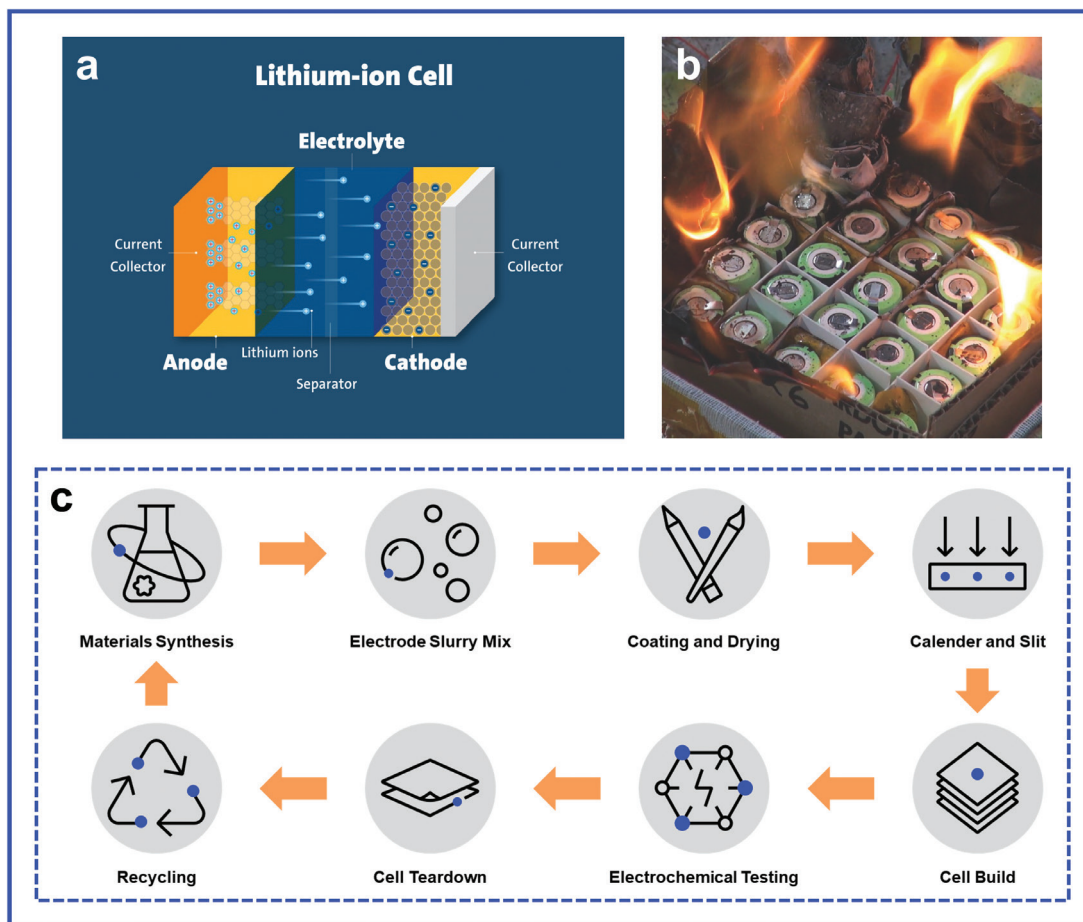 a
Lithium-ion Cell
Electrolyte
Current
Collector
Current
Collector
Anode
Lithium ions
Separator
Cathode
b
c
Materials Synthesis
Electrode Slurry Mix
Coating and Drying
Calender and Slit
Recycling
Cell Teardown
Electrochemical Testing
Cell Build